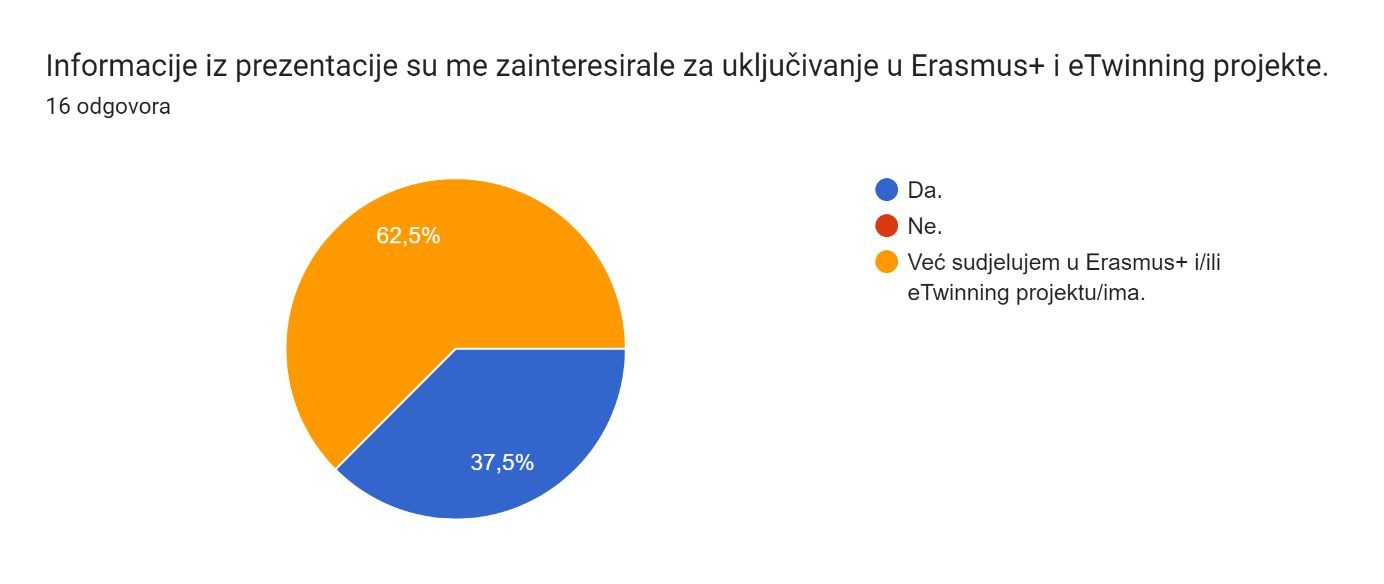 Informacije iz prezentacije su me zainteresirale za uključivanje u Erasmus+ i eTwinning projekte.
16 odgovora
62,5%
37,5%
Da.
Ne.
Već sudjelujem u Erasmus+ i/ili
eTwinning projektu/ima.